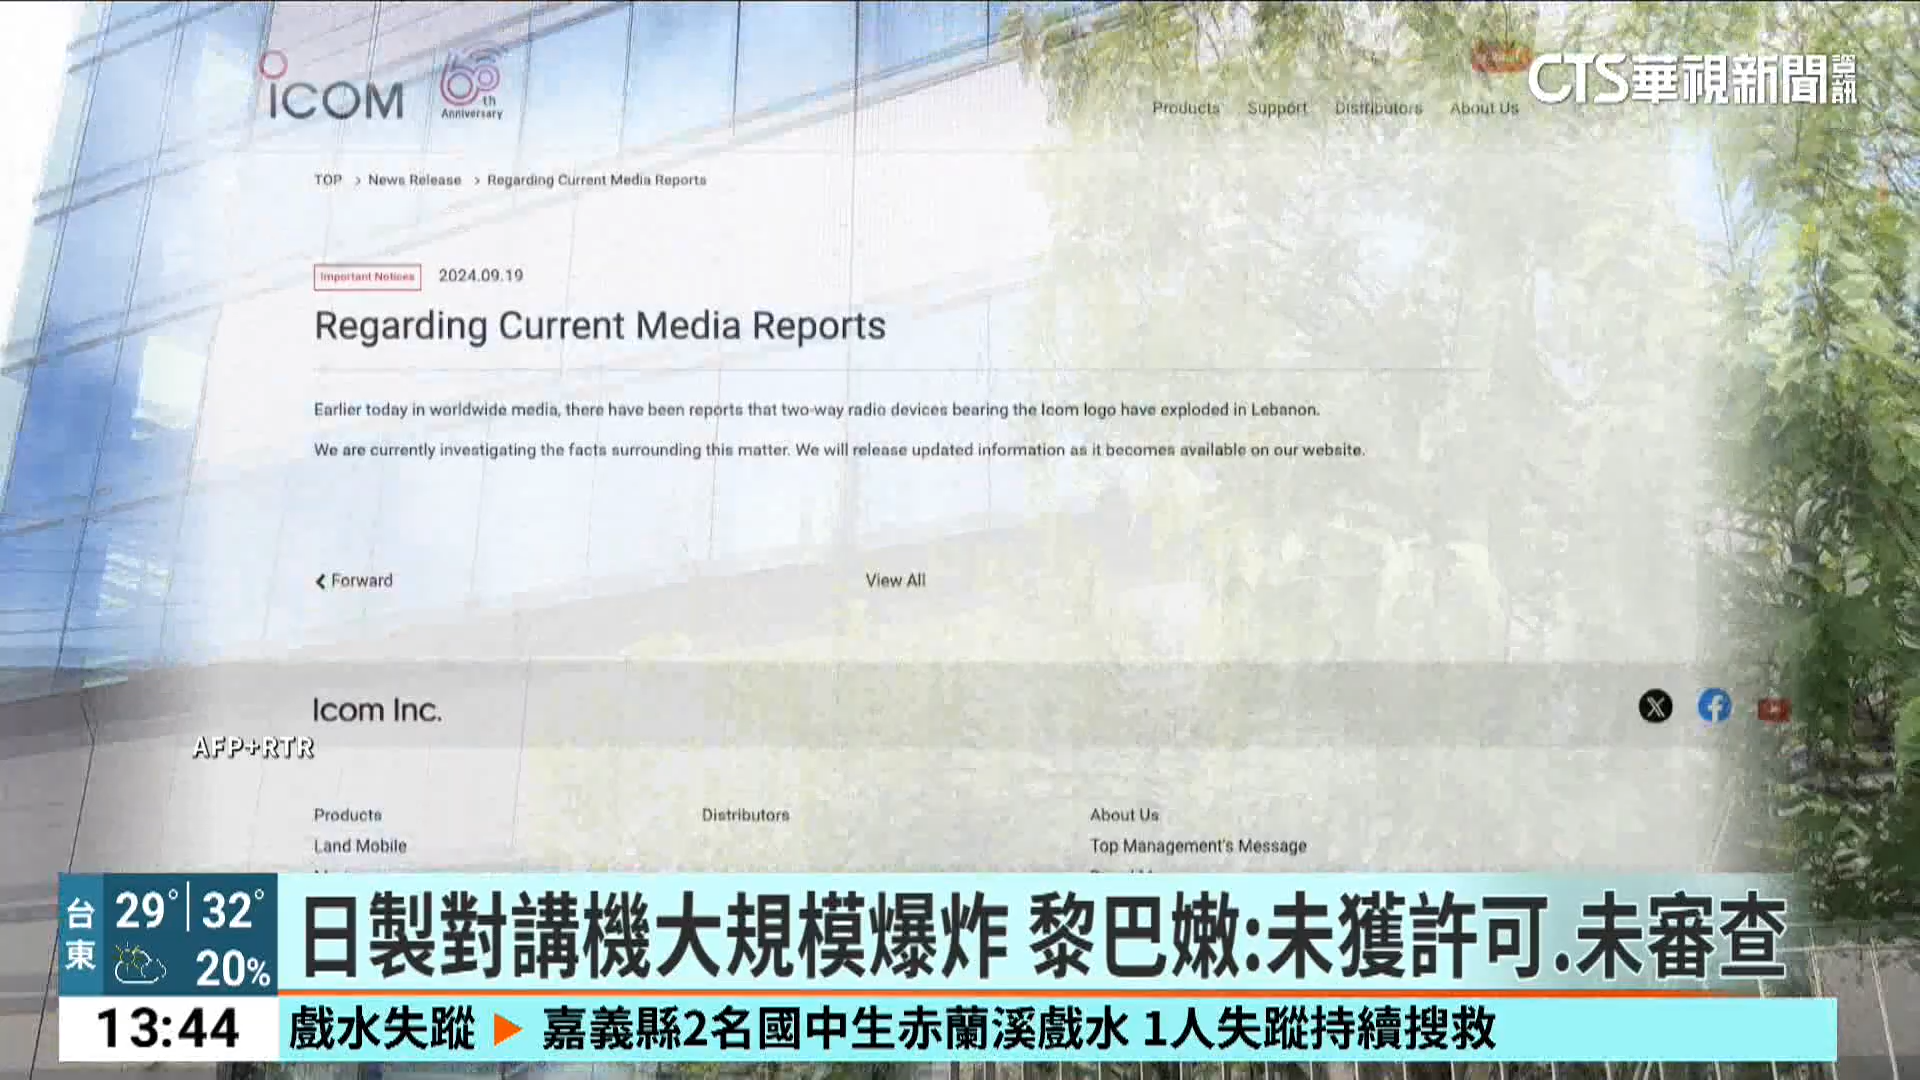 ICOM
60th
Anniversary
Products Support Distributors About Us
CTS華視新聞資訊
TOP > News Release > Regarding Current Media Reports
Important Notices 2024.09.19
Regarding Current Media Reports
Earlier today in worldwide media, there have been reports that two-way radio devices bearing the Icom logo have exploded in Lebanon.
We are currently investigating the facts surrounding this matter. We will release updated information as it becomes available on our website.
Forward View All
Icom Inc.
AFP+RTR
Products Distributors About Us
Land Mobile Top Management's Message
台東 29° 32°
20%
日製對講機大規模爆炸 黎巴嫩:未獲許可.未審查
13:44 戲水失蹤 ▶ 嘉義縣2名國中生赤蘭溪戲水 1人失蹤持續搜救